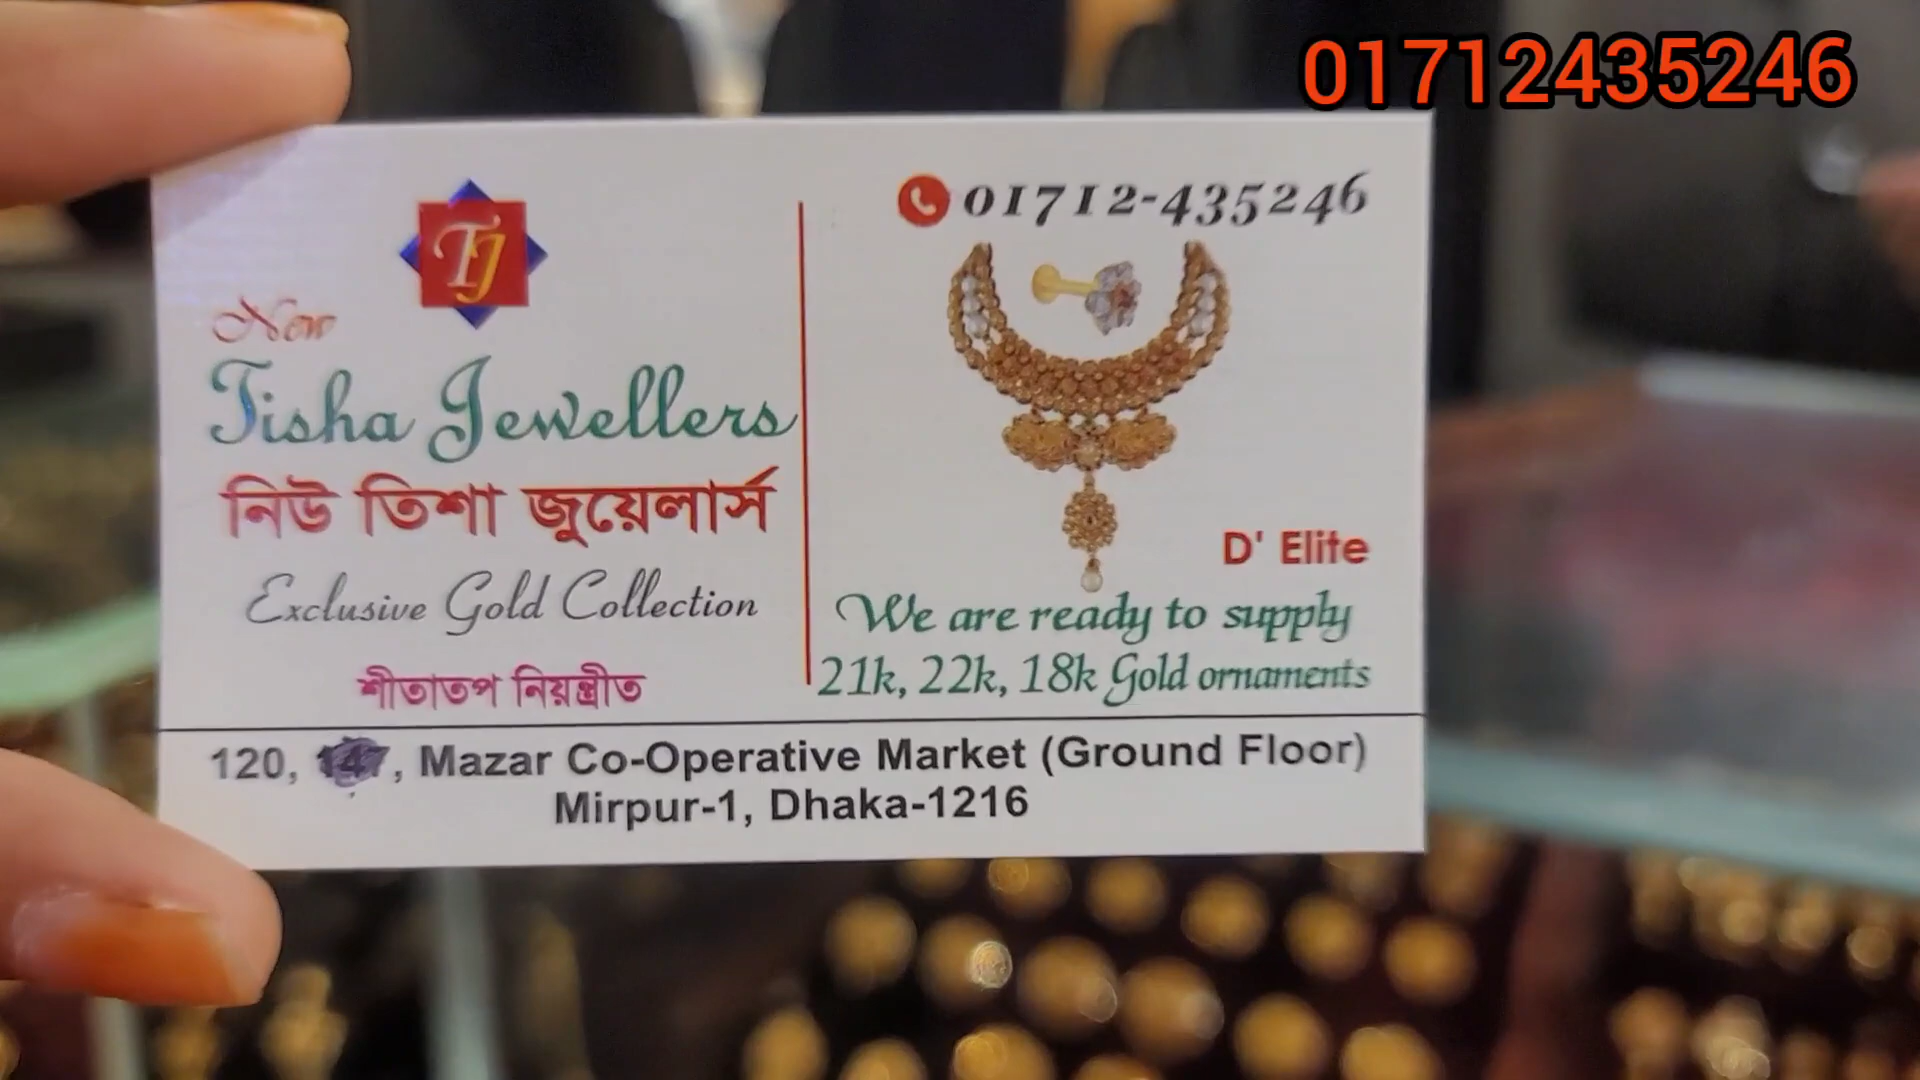 01712435246
TJ
New
Tisha Jewellers
নিউ তিশা জুয়েলার্স
Exclusive Gold Collection
শীতাতপ নিয়ন্ত্রীত
01712-435246
D' Elite
We are ready to supply
21k, 22k, 18k Gold ornaments
120, 147, Mazar Co-Operative Market (Ground Floor)
Mirpur-1, Dhaka-1216